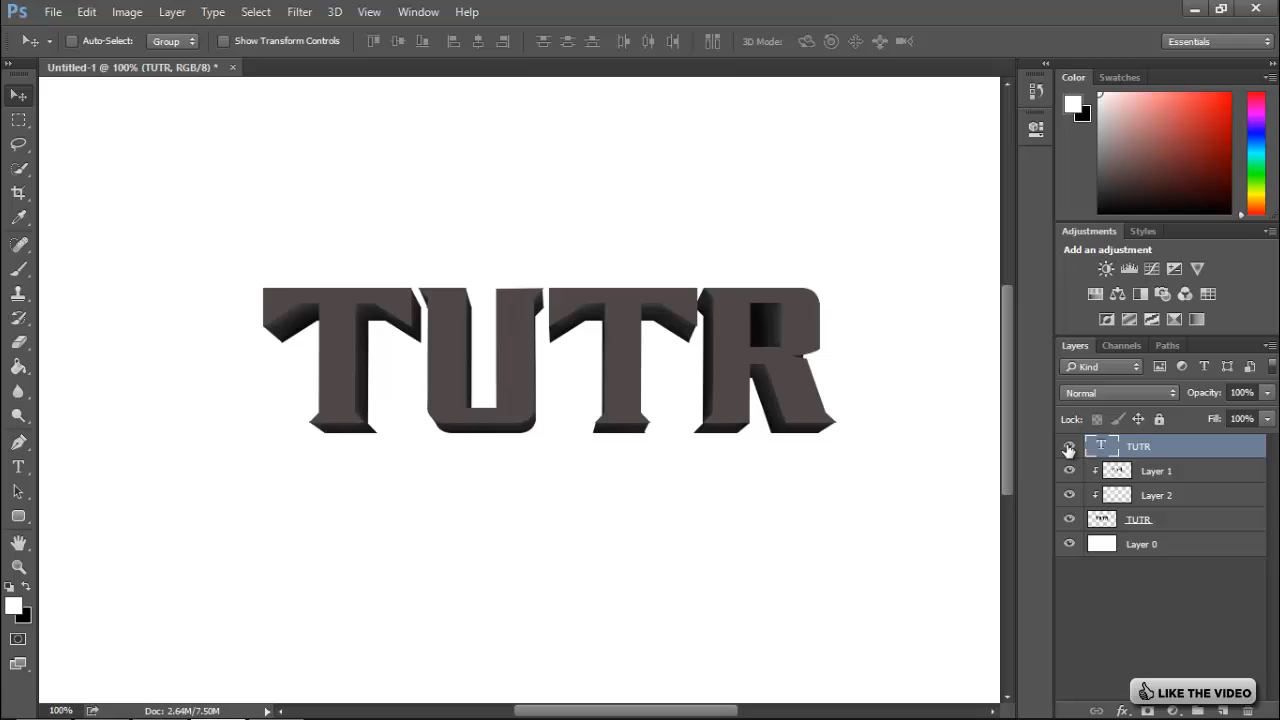 Ps File Edit Image Layer Type Select Filter 3D View Window Help
Auto-Select: Group Show Transform Controls 3D Mode: Essentials
Untitled-1 @ 100% (TUTR, RGB/8) * ×
Color Swatches
Adjustments Styles
Add an adjustment
TUTR
Layers Channels Paths
Kind
Normal Opacity: 100%
Lock: Fill: 100%
T TUTR
Layer 1
Layer 2
TUTR
Layer 0
LIKE THE VIDEO
100% Doc: 2.64M/7.50M
fx